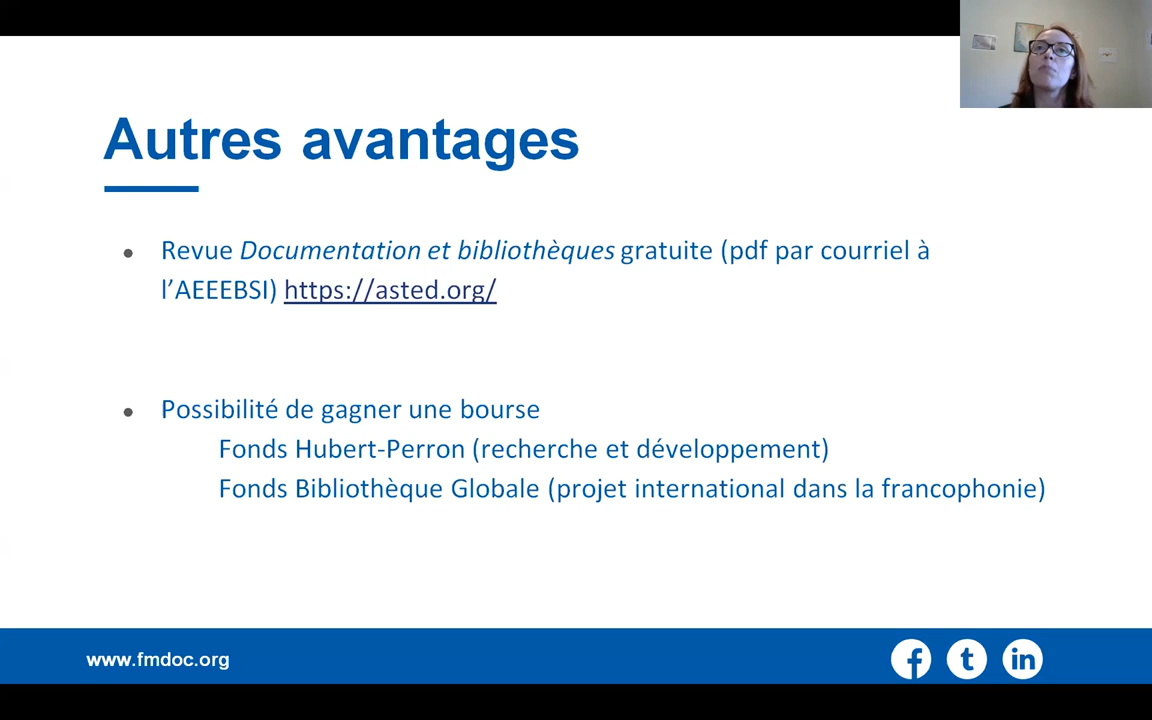 Autres avantages
● Revue Documentation et bibliothèques gratuite (pdf par courriel à
l’AEEEBSI) https://asted.org/
● Possibilité de gagner une bourse
Fonds Hubert-Perron (recherche et développement)
Fonds Bibliothèque Globale (projet international dans la francophonie)
www.fmdoc.org